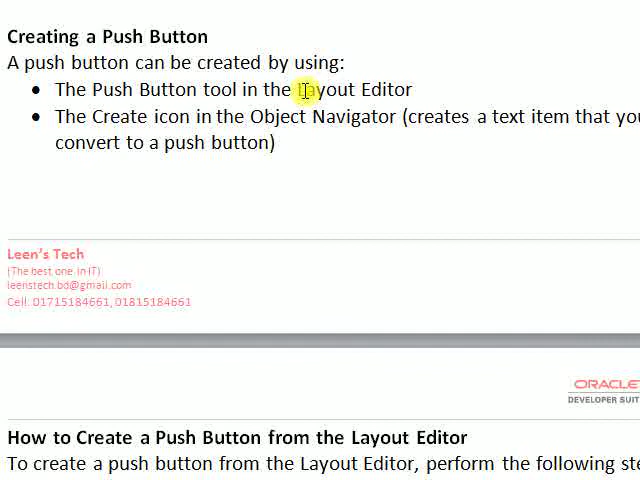 Creating a Push Button
A push button can be created by using:
• The Push Button tool in the Layout Editor
• The Create icon in the Object Navigator (creates a text item that you
convert to a push button)
Leen's Tech
(The best one in IT)
leenstech.bd@gmail.com
Cell: 01715184661, 01815184661
ORACLE
DEVELOPER SUIT
How to Create a Push Button from the Layout Editor
To create a push button from the Layout Editor, perform the following ste